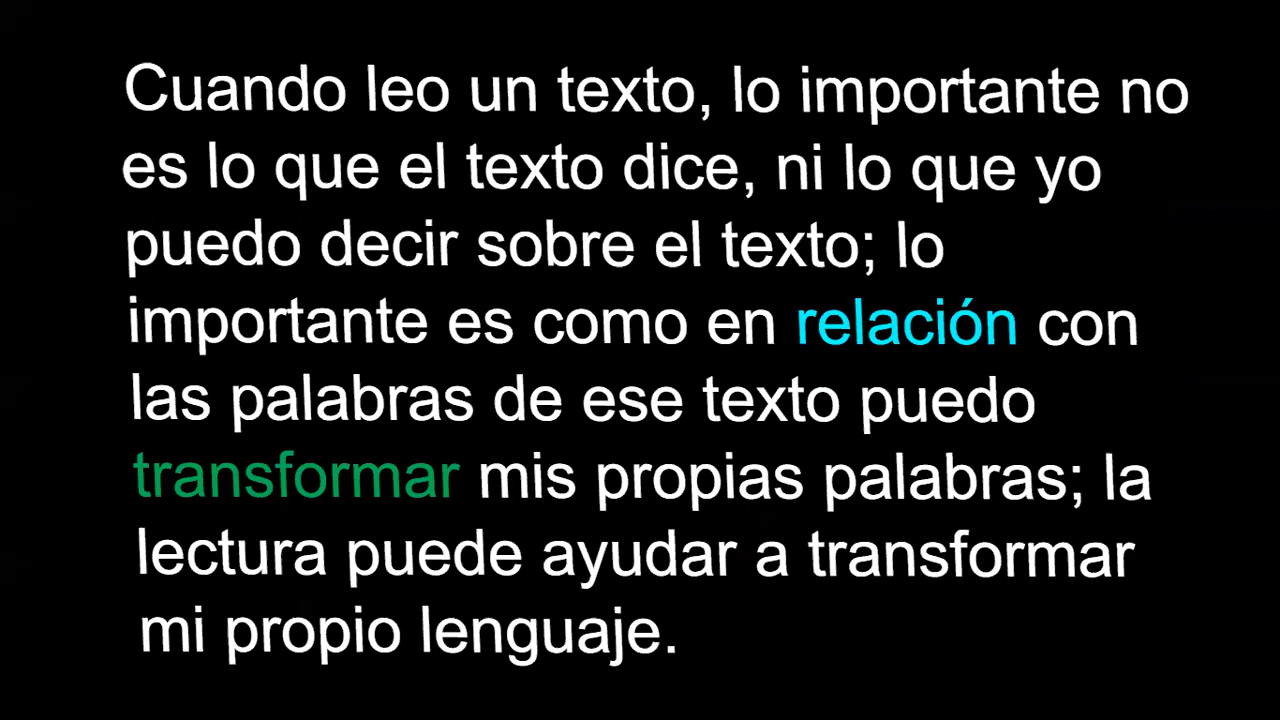 Cuando leo un texto, lo importante no
es lo que el texto dice, ni lo que yo
puedo decir sobre el texto; lo
importante es como en relación con
las palabras de ese texto puedo
transformar mis propias palabras; la
lectura puede ayudar a transformar
mi propio lenguaje.